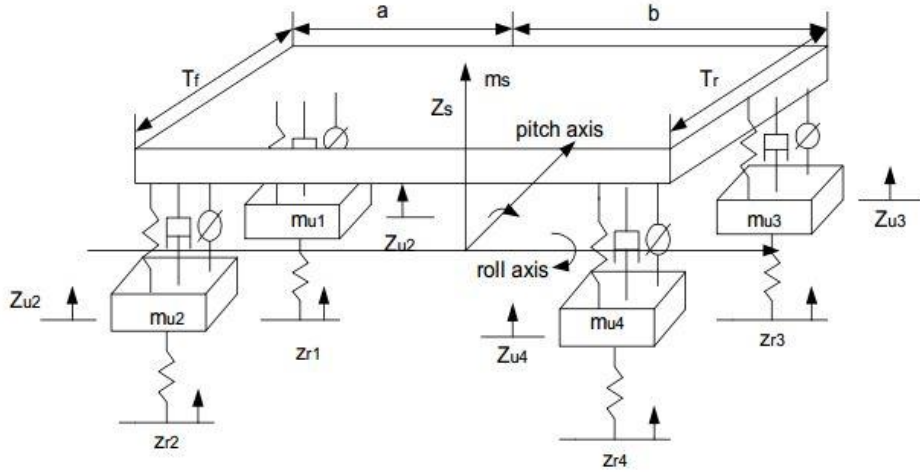 a
b
Tf
ms
Tr
Zs
pitch axis
mu1
mu3
Zu2
Zu3
roll axis
Zu2
mu2
mu4
Zu4
zr1
zr3
zr2
zr4